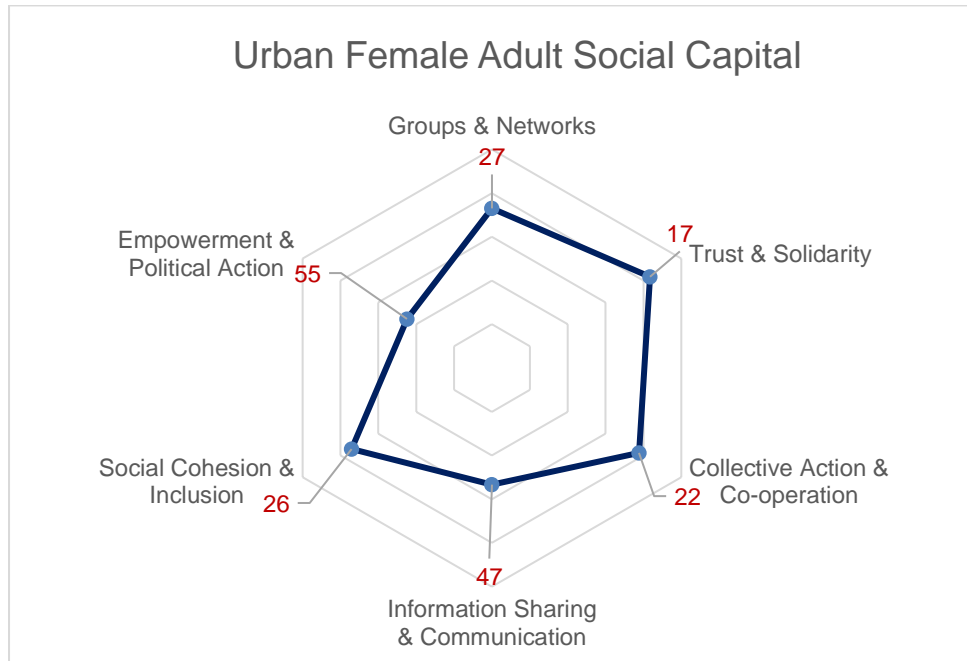 Urban Female Adult Social Capital
Groups & Networks
27
17
Trust & Solidarity
Empowerment &
Political Action
55
Social Cohesion &
Inclusion
26
Collective Action &
Co-operation
22
47
Information Sharing
& Communication